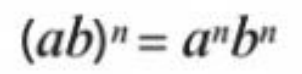 (ab)ⁿ = aⁿbⁿ